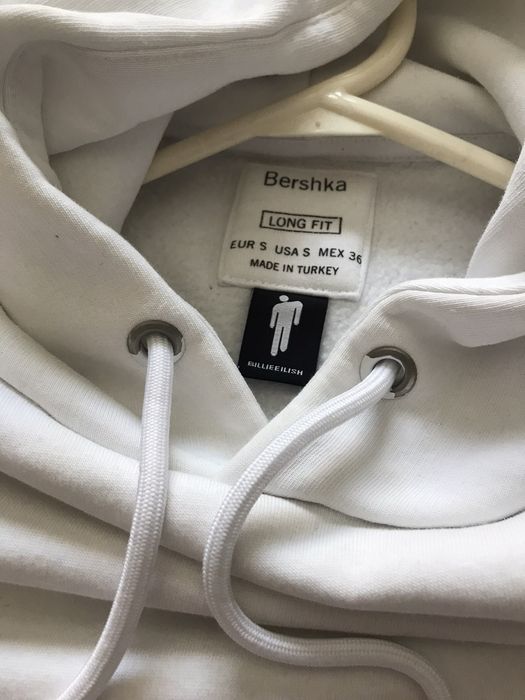 Bershka
LONG FIT
EUR S USA S MEX 36
MADE IN TURKEY
BILLIEEILISH